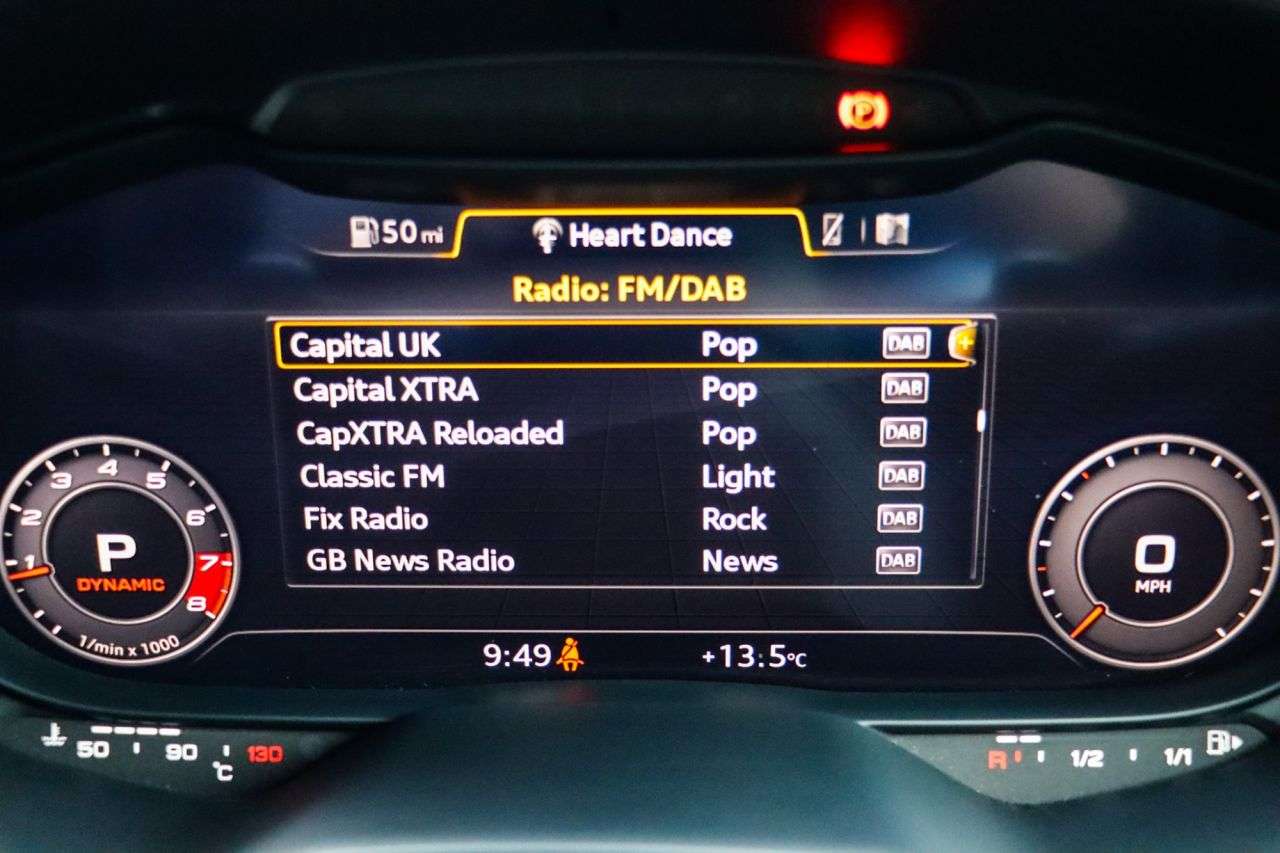 P
50 mi Heart Dance
Radio: FM/DAB
Capital UK Pop DAB
Capital XTRA Pop DAB
CapXTRA Reloaded Pop DAB
Classic FM Light DAB
Fix Radio Rock DAB
GB News Radio News DAB
1 2 3 4 5 6 7 8
P
DYNAMIC
1/min x 1000
0
MPH
9:49 +13.5°C
50 90 130
°C
R 1/2 1/1